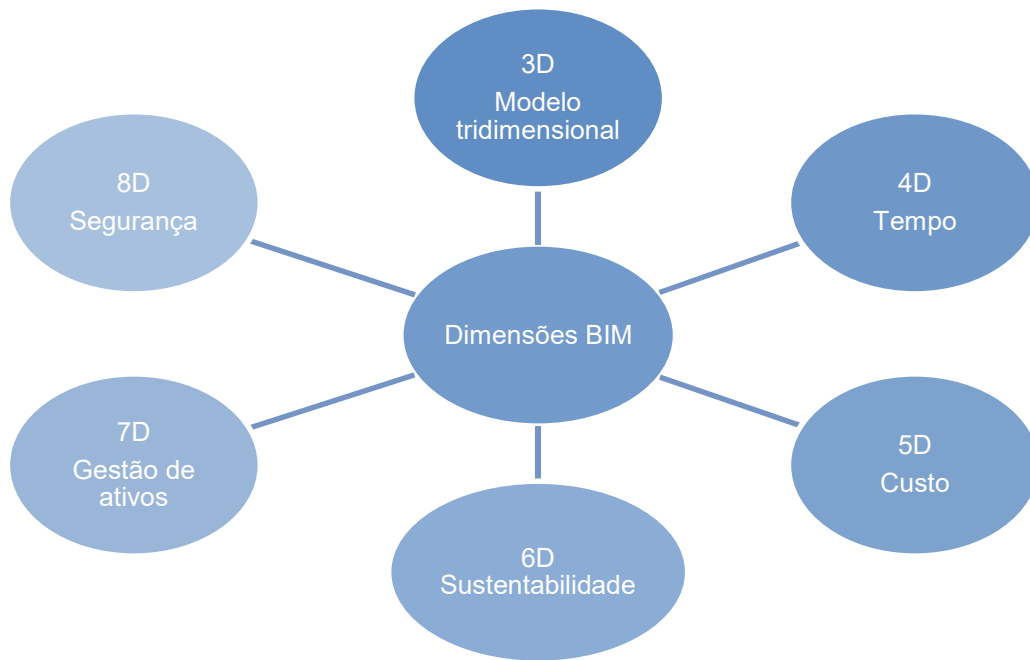 3D
Modelo
tridimensional
8D
Segurança
4D
Tempo
Dimensões BIM
7D
Gestão de
ativos
5D
Custo
6D
Sustentabilidade